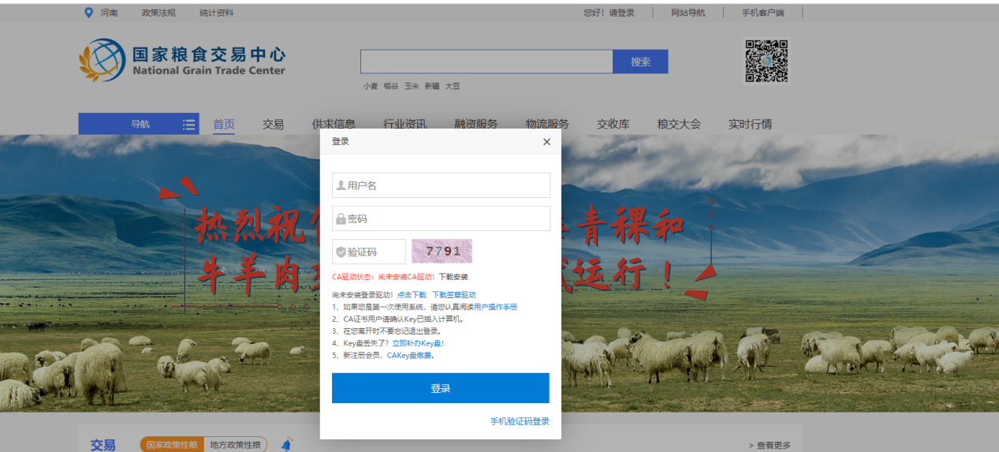 河南 政策法规 统计资料 您好！请登录 网站导航 手机客户端
国家粮食交易中心
National Grain Trade Center
搜索
小麦 稻谷 玉米 新疆 大豆
导航 首页 交易 供求信息 行业资讯 融资服务 物流服务 交收库 粮交大会 实时行情
热烈祝
青稞和
牛羊肉
试运行！
登录
用户名
密码
验证码 7791
CA驱动状态：尚未安装CA驱动！下载安装
尚未安装登录驱动！点击下载 下载签章驱动
1、如果您是第一次使用系统，请您认真阅读用户操作手册
2、CA证书用户请确认Key已插入计算机。
3、在您离开时不要忘记退出登录。
4、Key盘丢失了？立即补办Key盘！
5、新注册会员，CAKey盘缴费。
登录
手机验证码登录
交易 国家政策性粮 地方政策性粮 > 查看更多